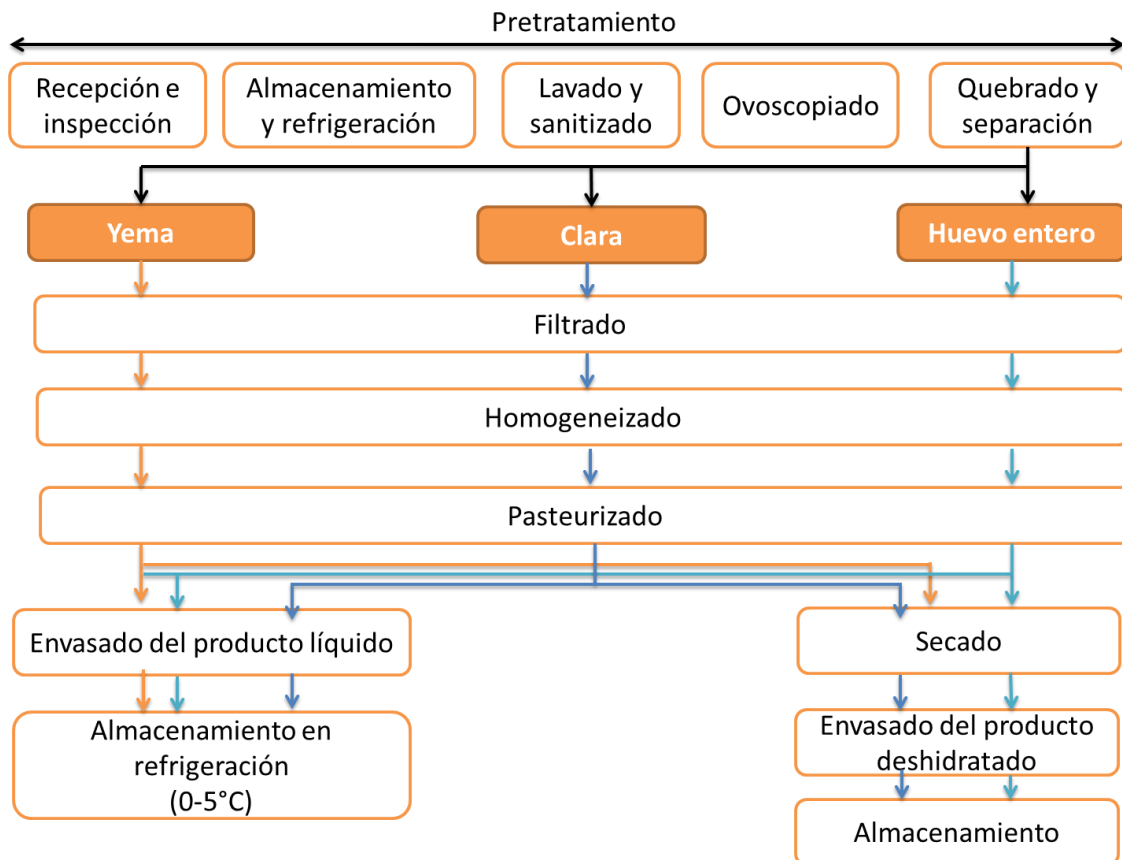 Pretratamiento
Recepción e
inspección
Almacenamiento
y refrigeración
Lavado y
sanitizado
Ovoscopiado
Quebrado y
separación
Yema
Clara
Huevo entero
Filtrado
Homogeneizado
Pasteurizado
Envasado del producto líquido
Secado
Almacenamiento en
refrigeración
(0-5°C)
Envasado del producto
deshidratado
Almacenamiento